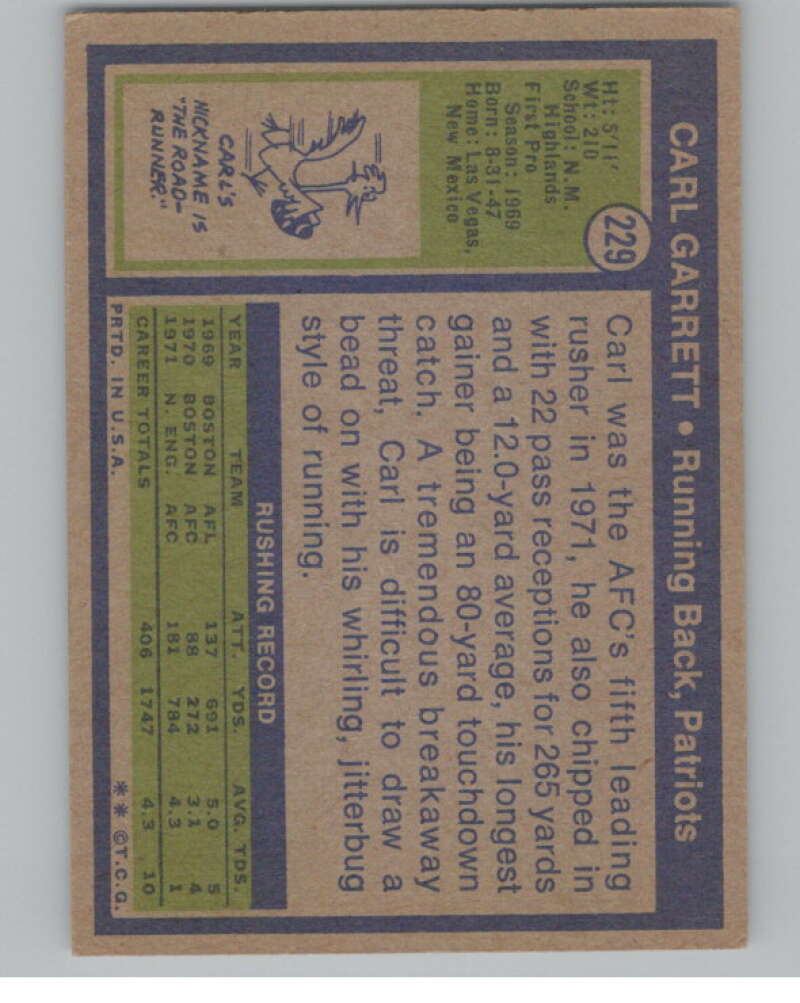 CARL GARRETT • Running Back, Patriots
229
Ht: 5'11"
Wt: 210
School: N.M.
Highlands
First Pro
Season: 1969
Born: 8-31-47
Home: Las Vegas,
New Mexico
CARL'S
NICKNAME IS
"THE ROAD-
RUNNER."
Carl was the AFC's fifth leading
rusher in 1971, he also chipped in
with 22 pass receptions for 265 yards
and a 12.0-yard average, his longest
gainer being an 80-yard touchdown
catch. A tremendous breakaway
threat, Carl is difficult to draw a
bead on with his whirling, jitterbug
style of running.
RUSHING RECORD
YEAR TEAM ATT. YDS. AVG. TDS.
1969 BOSTON AFL 137 691 5.0 5
1970 BOSTON AFC 88 272 3.1 4
1971 N. ENG. AFC 181 784 4.3 1
CAREER TOTALS 406 1747 4.3 10
PRTD. IN U.S.A. ** ©T.C.G.